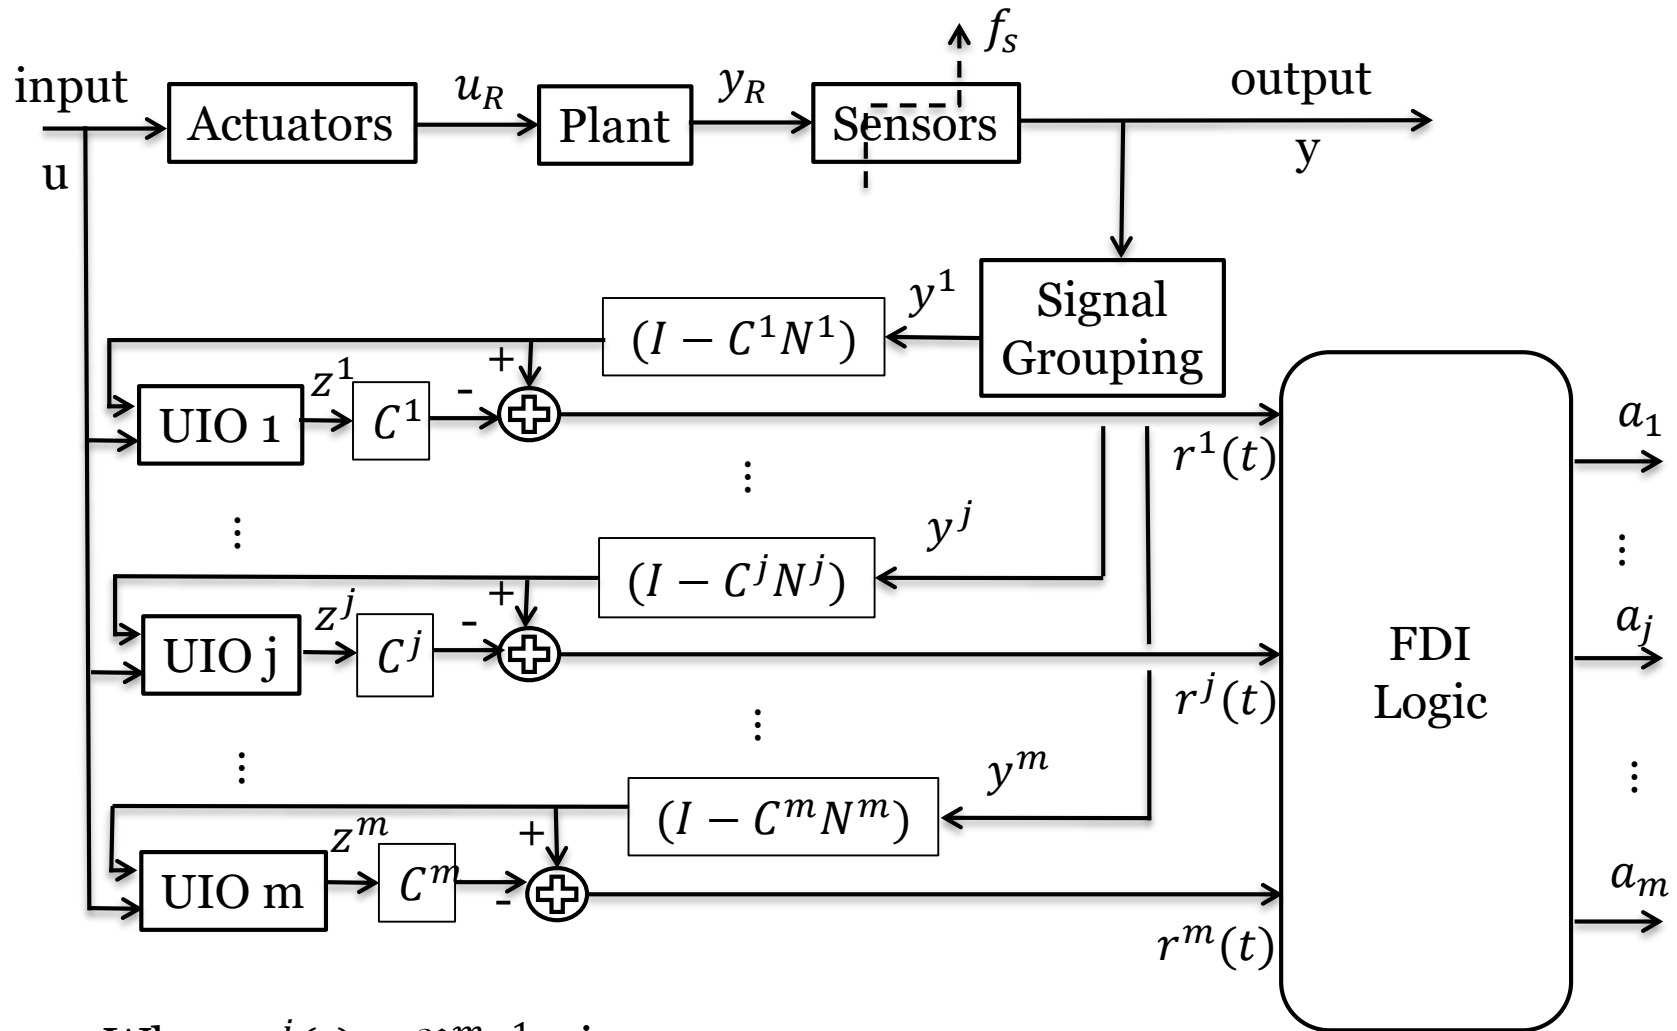 input
u
Actuators
u_R
Plant
y_R
Sensors
f_s
output
y
Signal
Grouping
y^1
(I − C^1N^1)
UIO 1
z^1
C^1
+
-
r^1(t)
⋮
⋮
y^j
(I − C^jN^j)
UIO j
z^j
C^j
+
-
r^j(t)
⋮
⋮
y^m
(I − C^mN^m)
UIO m
z^m
C^m
+
-
r^m(t)
FDI
Logic
a_1
⋮
a_j
⋮
a_m